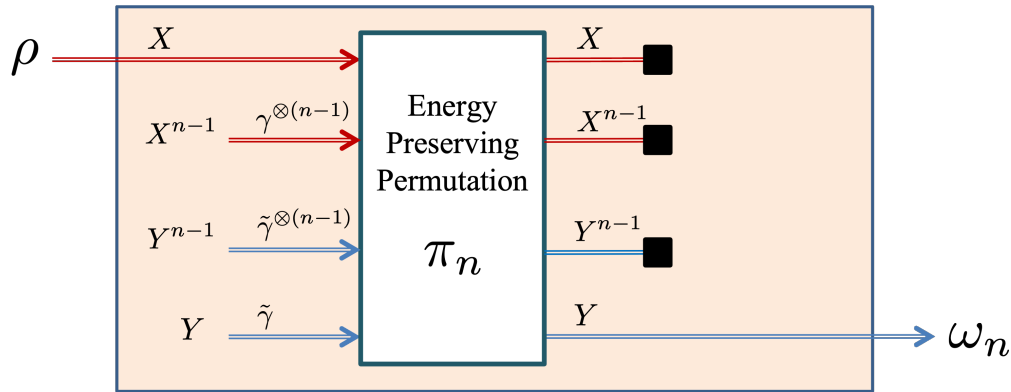 ρ X X
X^{n-1} γ^{⊗(n-1)} X^{n-1}
Energy
Preserving
Permutation
Y^{n-1} γ̃^{⊗(n-1)} π_n Y^{n-1}
Y γ̃ Y ω_n